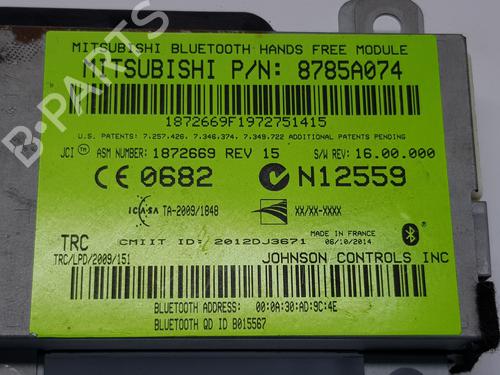 MITSUBISHI BLUETOOTH HANDS FREE MODULE
MITSUBISHI P/N: 8785A074
1872669F1972751415
U.S. PATENTS: 7.257.426. 7.346.374. 7.349.722 ADDITIONAL PATENTS PENDING
JCI TM ASM NUMBER: 1872669 REV 15 S/W REV: 16.00.000
CE 0682 N12559
ICASA TA-2009/1848 XX/XX-XXXX
TRC CMIIT ID: 2012DJ3671 MADE IN FRANCE
06/10/2014
TRC/LPD/2009/151 JOHNSON CONTROLS INC
BLUETOOTH ADDRESS: 00:0A:30:AD:9C:4E
BLUETOOTH QD ID B015567
B-PARTS